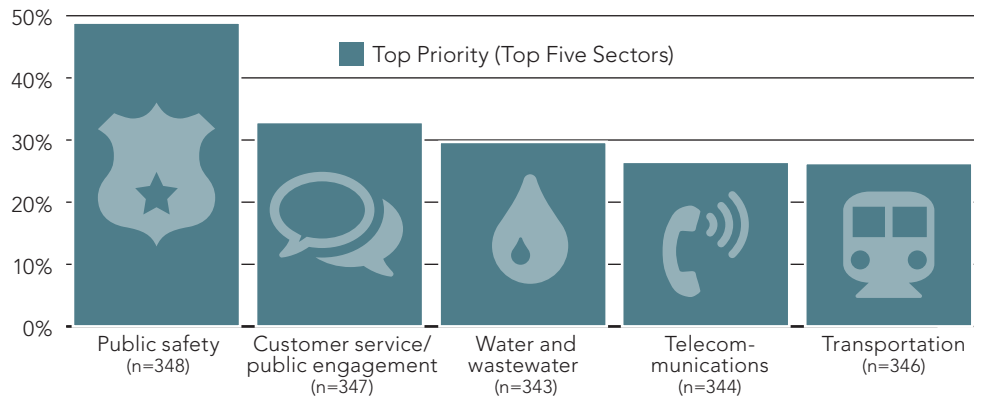 50%
Top Priority (Top Five Sectors)
40%
30%
20%
10%
0%
Public safety
(n=348)
Customer service/
public engagement
(n=347)
Water and
wastewater
(n=343)
Telecom-
munications
(n=344)
Transportation
(n=346)